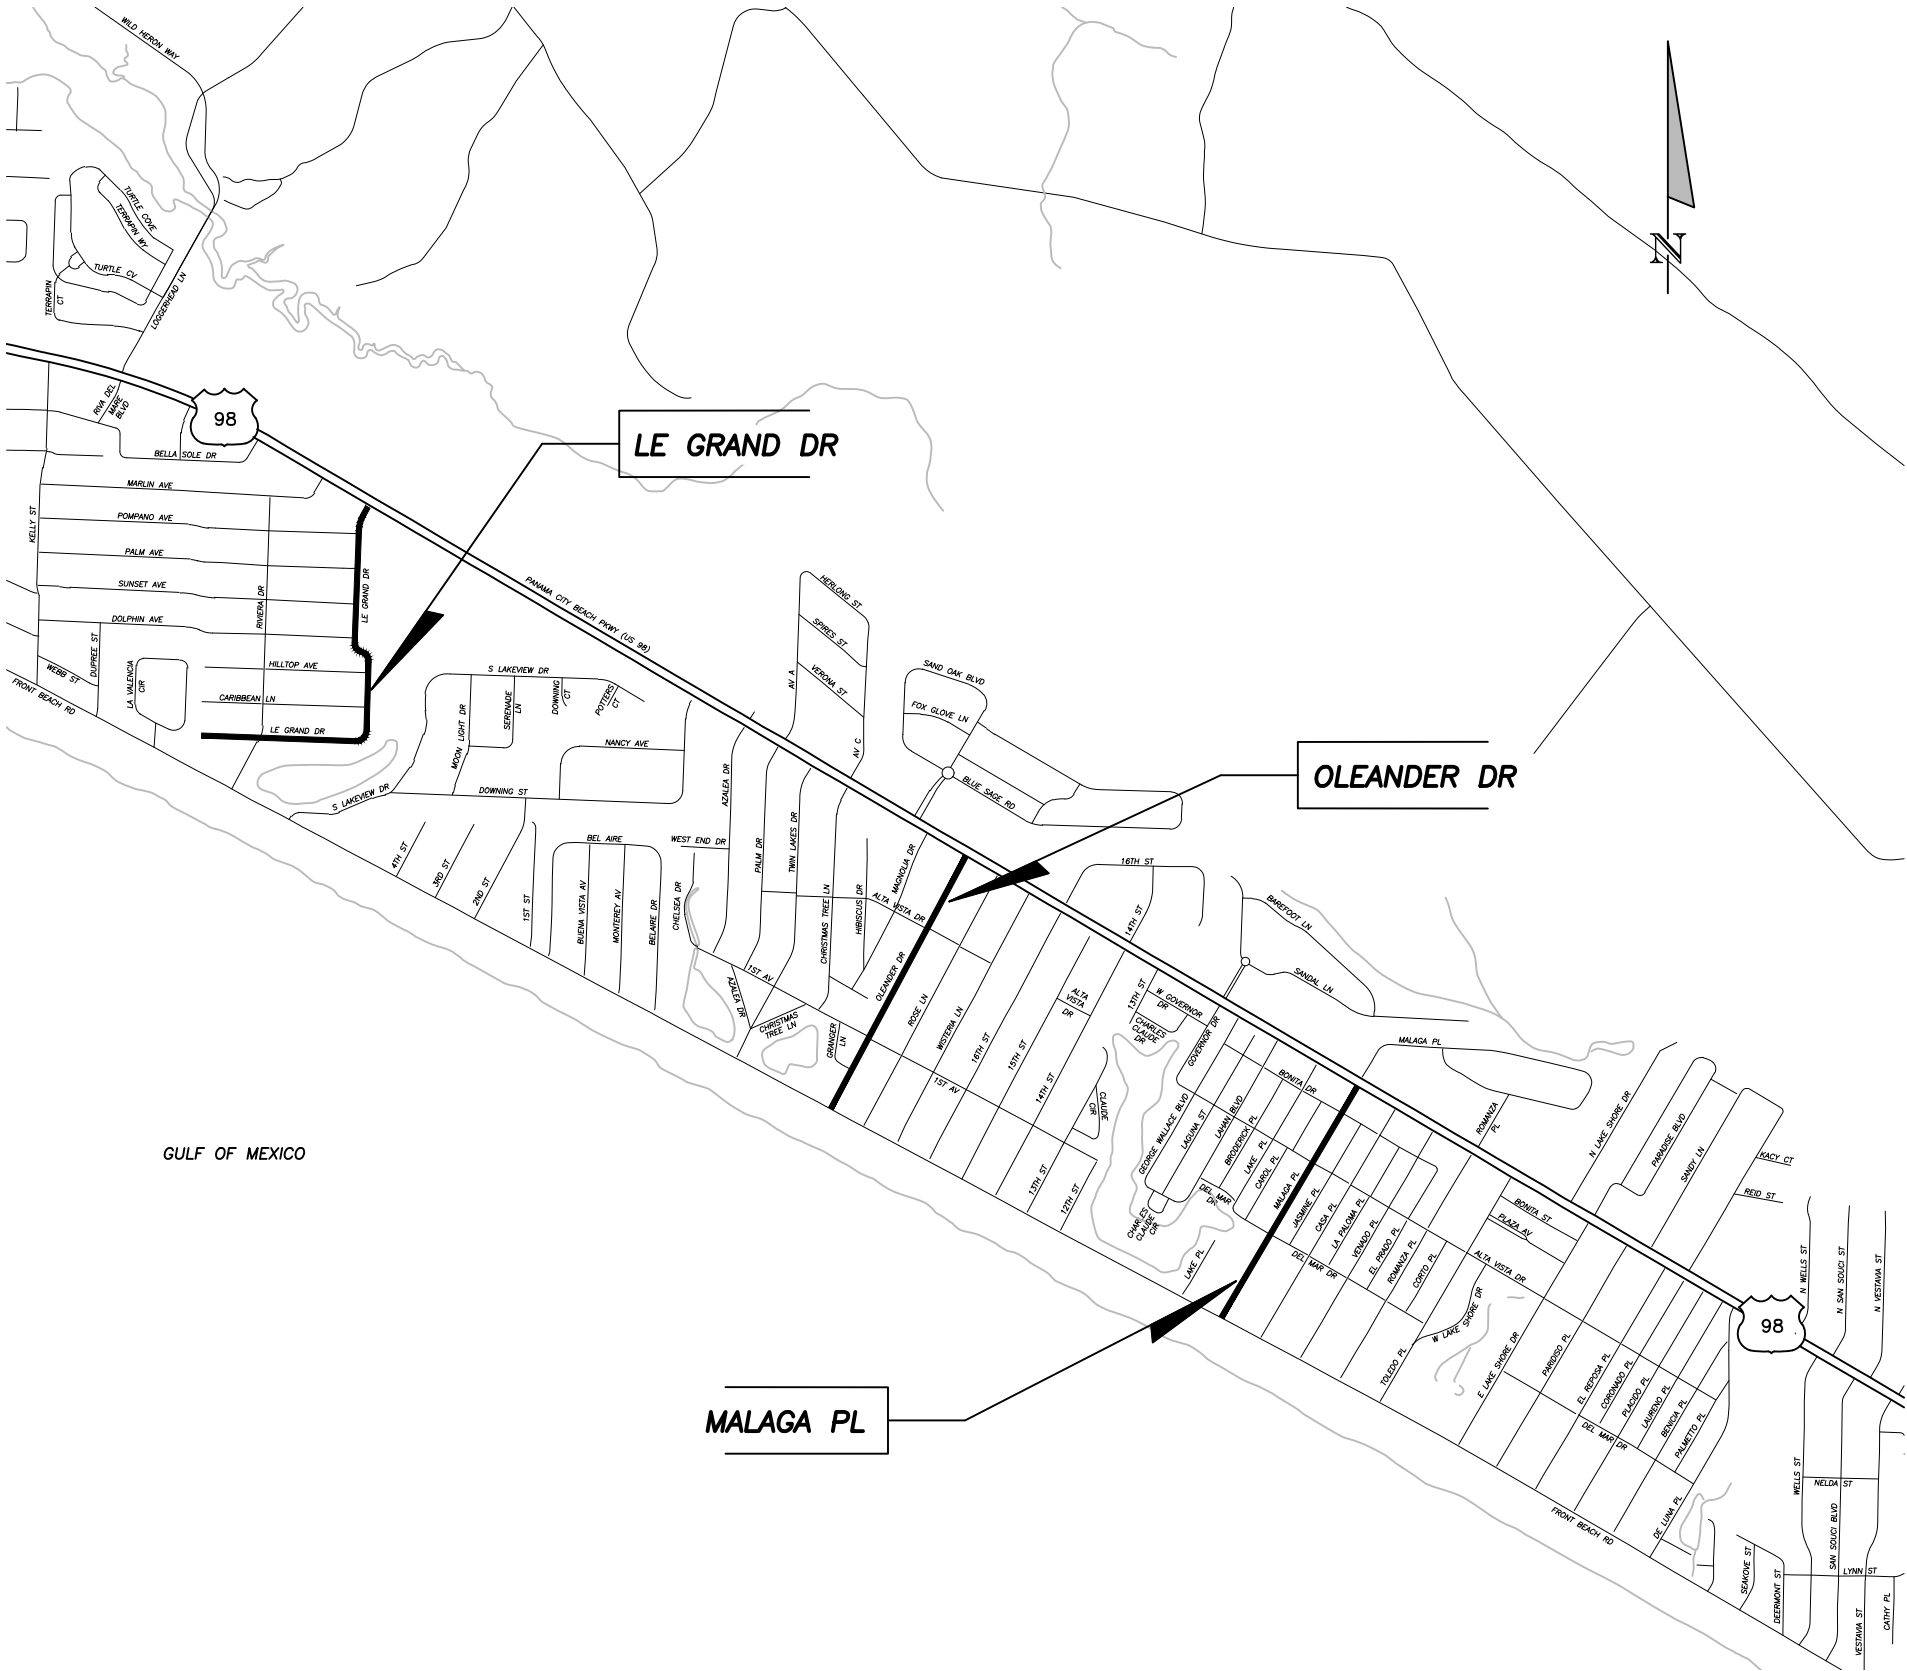 WILD HERON WAY
TURTLE COVE
TERRAPIN WY
TURTLE CV
TERRAPIN
CT
LOGGERHEAD LN
N
RIVA DEL
MARE
BLVD
98
BELLA SOLE DR
LE GRAND DR
MARLIN AVE
KELLY ST
POMPANO AVE
PALM AVE
SUNSET AVE
RIVIERA DR
LE GRAND DR
DOLPHIN AVE
PANAMA CITY BEACH PKWY (US 98)
HERLONG ST
SPIRES ST
VERONA ST
AV A
AV C
DUPREE ST
WEBB ST
LA VALENCIA
CIR
HILLTOP AVE
CARIBBEAN LN
LE GRAND DR
FRONT BEACH RD
S LAKEVIEW DR
MOON LIGHT DR
SERENADE
LN
DOWNING
CT
POTTERS
CT
NANCY AVE
SAND OAK BLVD
FOX GLOVE LN
BLUE SAGE RD
OLEANDER DR
S LAKEVIEW DR
DOWNING ST
AZALEA DR
4TH ST
3RD ST
2ND ST
1ST ST
BEL AIRE
BUENA VISTA AV
MONTEREY AV
BELAIRE DR
WEST END DR
CHELSEA DR
PALM DR
TWIN LAKES DR
CHRISTMAS TREE LN
HIBISCUS DR
MAGNOLIA DR
ALTA VISTA DR
16TH ST
14TH ST
BAREFOOT LN
SANDAL LN
1ST AV
AZALEA DR
CHRISTMAS
TREE LN
GRANGER
LN
OLEANDER DR
ROSE LN
WISTERIA LN
16TH ST
15TH ST
14TH ST
ALTA
VISTA
DR
1ST AV
13TH ST
W GOVERNOR
DR
CHARLES
CLAUDE
DR
GOVERNOR DR
CLAUDE
CIR
13TH ST
12TH ST
MALAGA PL
BONITA DR
GEORGE WALLACE BLVD
LAGUNA ST
LAHAN BLVD
BRODERICK PL
LAKE PL
CAROL PL
MALAGA PL
DEL MAR
DR
CHARLES
CLAUDE
CIR
LAKE PL
JASMINE PL
CASA PL
LA PALOMA PL
VENADO PL
EL PRADO PL
ROMANZA PL
CORTO PL
DEL MAR DR
ROMANZA
PL
N LAKE SHORE DR
PARADISE BLVD
SANDY LN
KACY CT
REID ST
BONITA ST
PLAZA AV
ALTA VISTA DR
W LAKE SHORE DR
TOLEDO PL
E LAKE SHORE DR
PARIDISO PL
EL REPOSA PL
CORONADO PL
PLACIDO PL
LAURENO PL
BENICIA PL
PALMETTO PL
DEL MAR DR
DE LUNA PL
FRONT BEACH RD
98
N WELLS ST
N SAN SOUCI ST
N VESTAVIA ST
WELLS ST
NELDA ST
SAN SOUCI BLVD
LYNN ST
SEAKOVE ST
DEERMONT ST
VESTAVIA ST
CATHY PL
GULF OF MEXICO
MALAGA PL